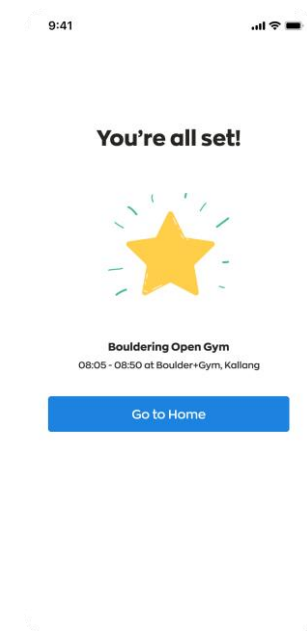 9:41
You're all set!
Bouldering Open Gym
08:05 - 08:50 at Boulder+Gym, Kallang
Go to Home